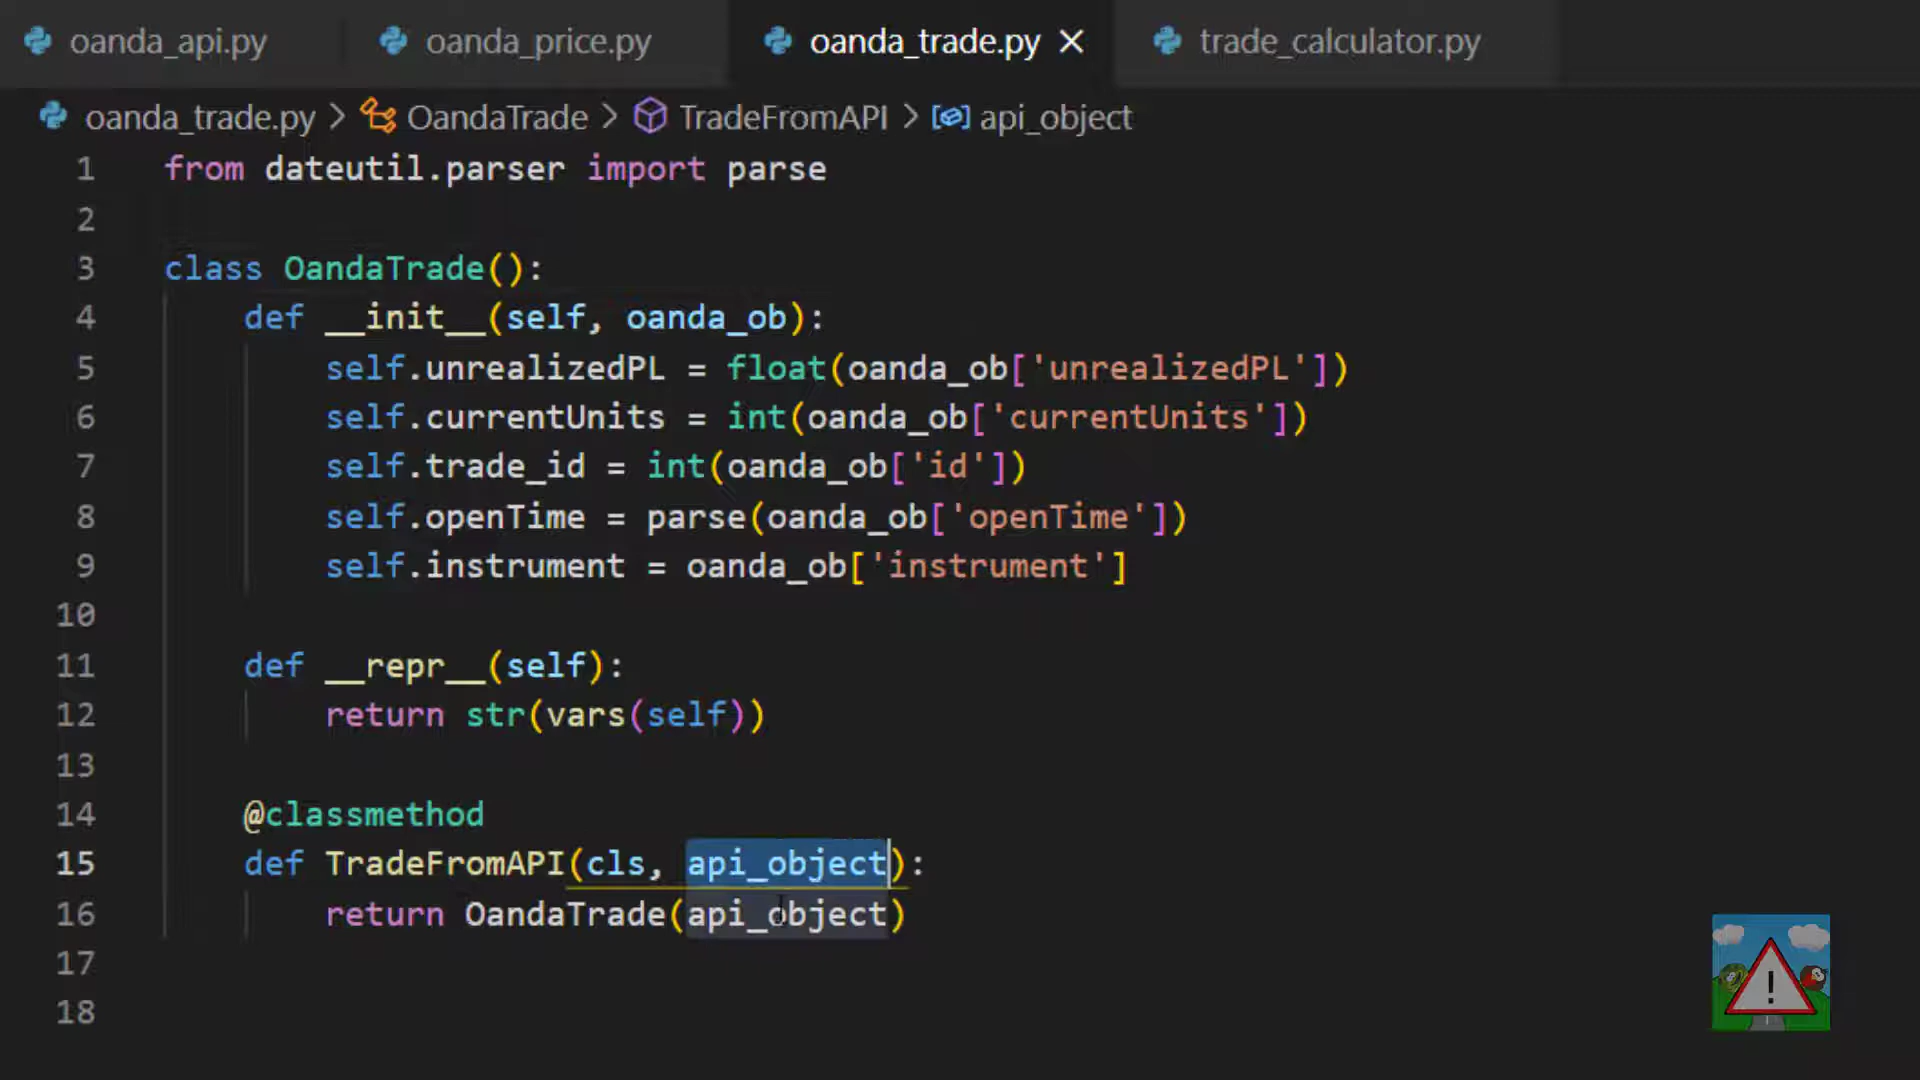 oanda_api.py oanda_price.py oanda_trade.py trade_calculator.py
oanda_trade.py > OandaTrade > TradeFromAPI > api_object
1 from dateutil.parser import parse
2
3 class OandaTrade():
4     def __init__(self, oanda_ob):
5         self.unrealizedPL = float(oanda_ob['unrealizedPL'])
6         self.currentUnits = int(oanda_ob['currentUnits'])
7         self.trade_id = int(oanda_ob['id'])
8         self.openTime = parse(oanda_ob['openTime'])
9         self.instrument = oanda_ob['instrument']
10
11     def __repr__(self):
12         return str(vars(self))
13
14     @classmethod
15     def TradeFromAPI(cls, api_object):
16         return OandaTrade(api_object)
17
18
!